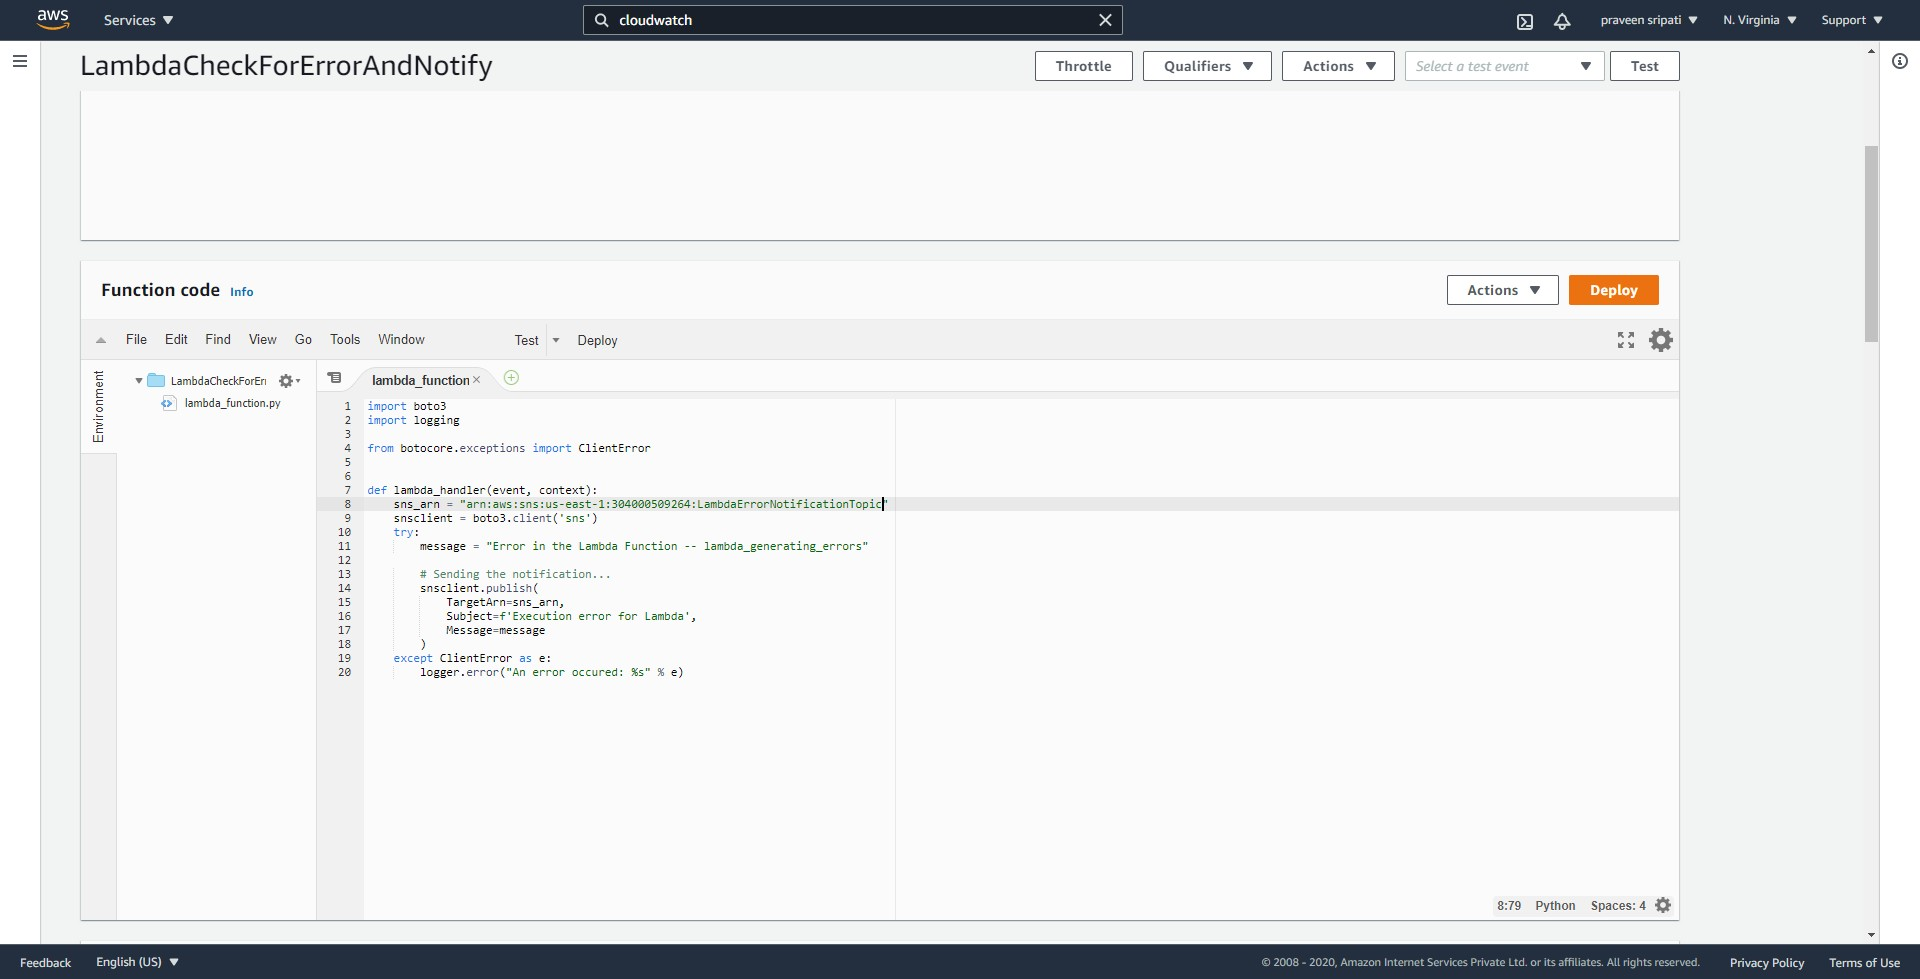 aws Services cloudwatch praveen sripati N. Virginia Support
LambdaCheckForErrorAndNotify
Throttle Qualifiers Actions Select a test event Test
Function code Info Actions Deploy
File Edit Find View Go Tools Window Test Deploy
Environment
LambdaCheckForErr
lambda_function.py
lambda_function
1 import boto3
2 import logging
3
4 from botocore.exceptions import ClientError
5
6
7 def lambda_handler(event, context):
8 sns_arn = "arn:aws:sns:us-east-1:304000509264:LambdaErrorNotificationTopic"
9 snsclient = boto3.client('sns')
10 try:
11 message = "Error in the Lambda Function -- lambda_generating_errors"
12
13 # Sending the notification...
14 snsclient.publish(
15 TargetArn=sns_arn,
16 Subject=f'Execution error for Lambda',
17 Message=message
18 )
19 except ClientError as e:
20 logger.error("An error occured: %s" % e)
8:79 Python Spaces: 4
Feedback English (US) © 2008 - 2020, Amazon Internet Services Private Ltd. or its affiliates. All rights reserved. Privacy Policy Terms of Use